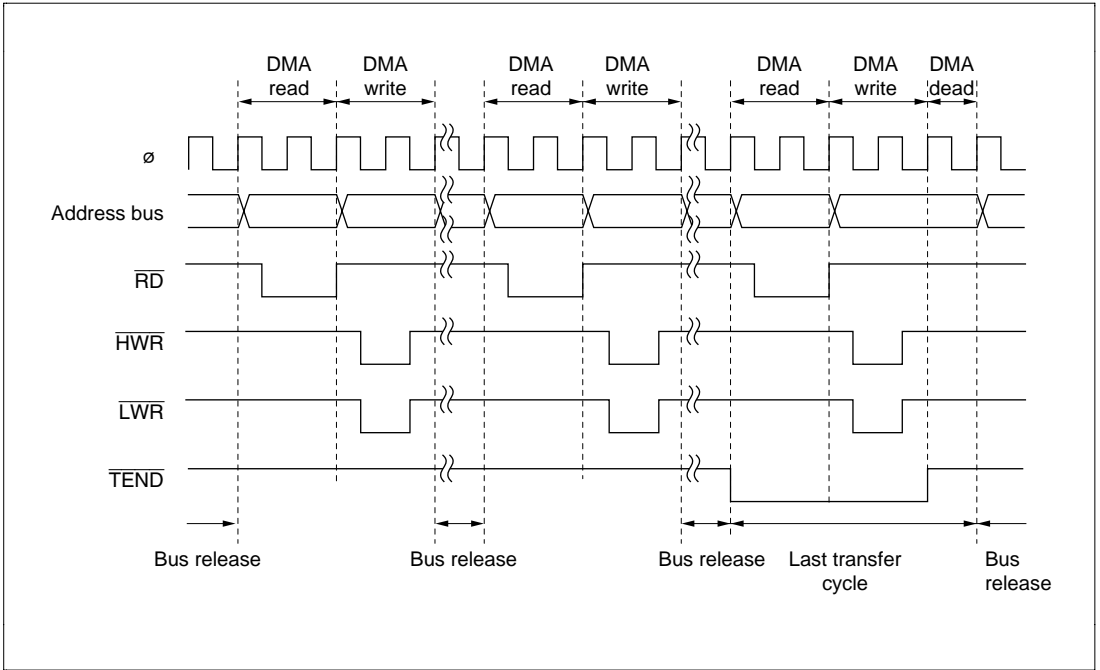 DMA read
DMA write
DMA read
DMA write
DMA read
DMA write
DMA dead
ø
Address bus
RD
HWR
LWR
TEND
Bus release
Bus release
Bus release
Last transfer cycle
Bus release